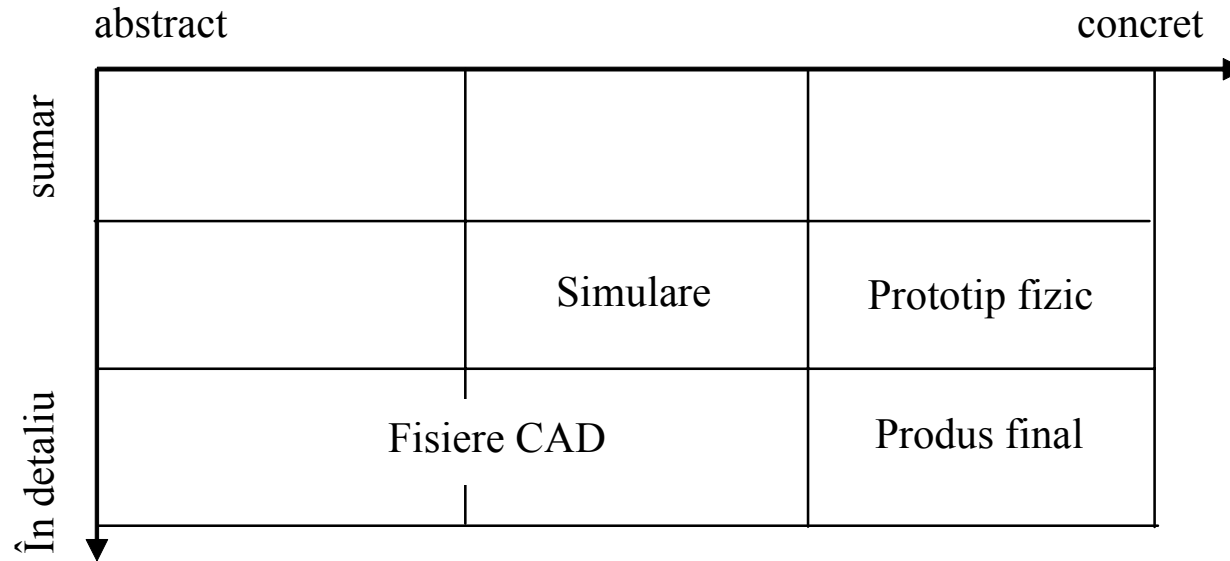 abstract
concret
sumar
Simulare
Prototip fizic
În detaliu
Fisiere CAD
Produs final